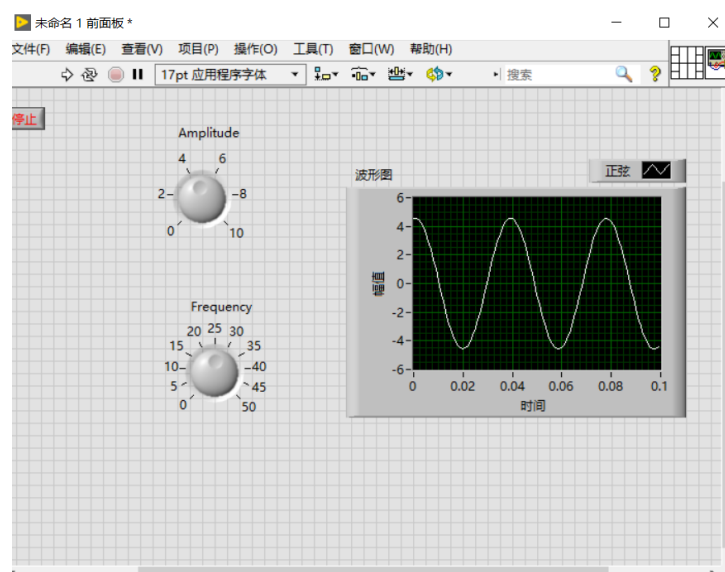 未命名 1 前面板 *
文件(F) 编辑(E) 查看(V) 项目(P) 操作(O) 工具(T) 窗口(W) 帮助(H)
17pt 应用程序字体 搜索
停止
Amplitude
4 6
2 8
0 10
Frequency
20 25 30
15 35
10 40
5 45
0 50
波形图 正弦
6
4
2
0
-2
-4
-6
幅值
0 0.02 0.04 0.06 0.08 0.1
时间